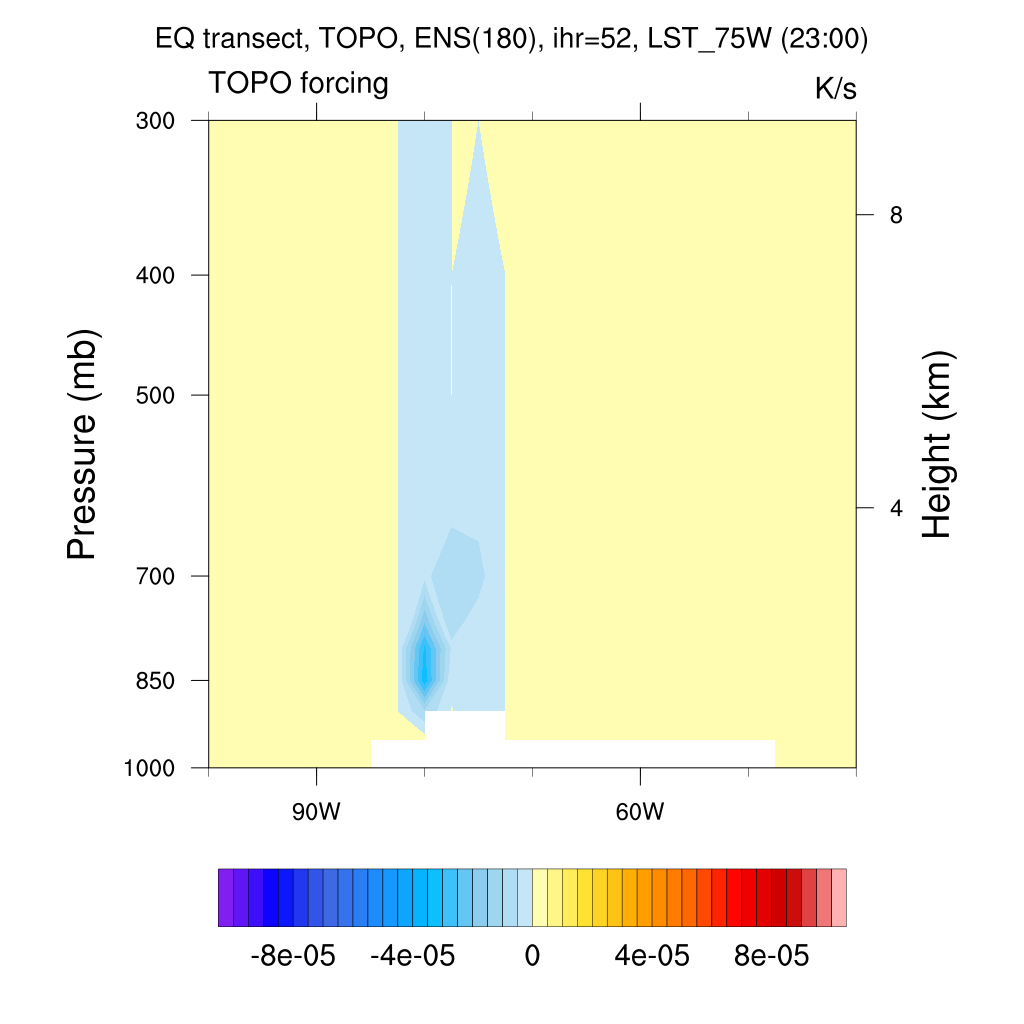 EQ transect, TOPO, ENS(180), ihr=52, LST_75W (23:00)
TOPO forcing
K/s
300
400
500
700
850
1000
Pressure (mb)
8
4
Height (km)
90W
60W
-8e-05
-4e-05
0
4e-05
8e-05